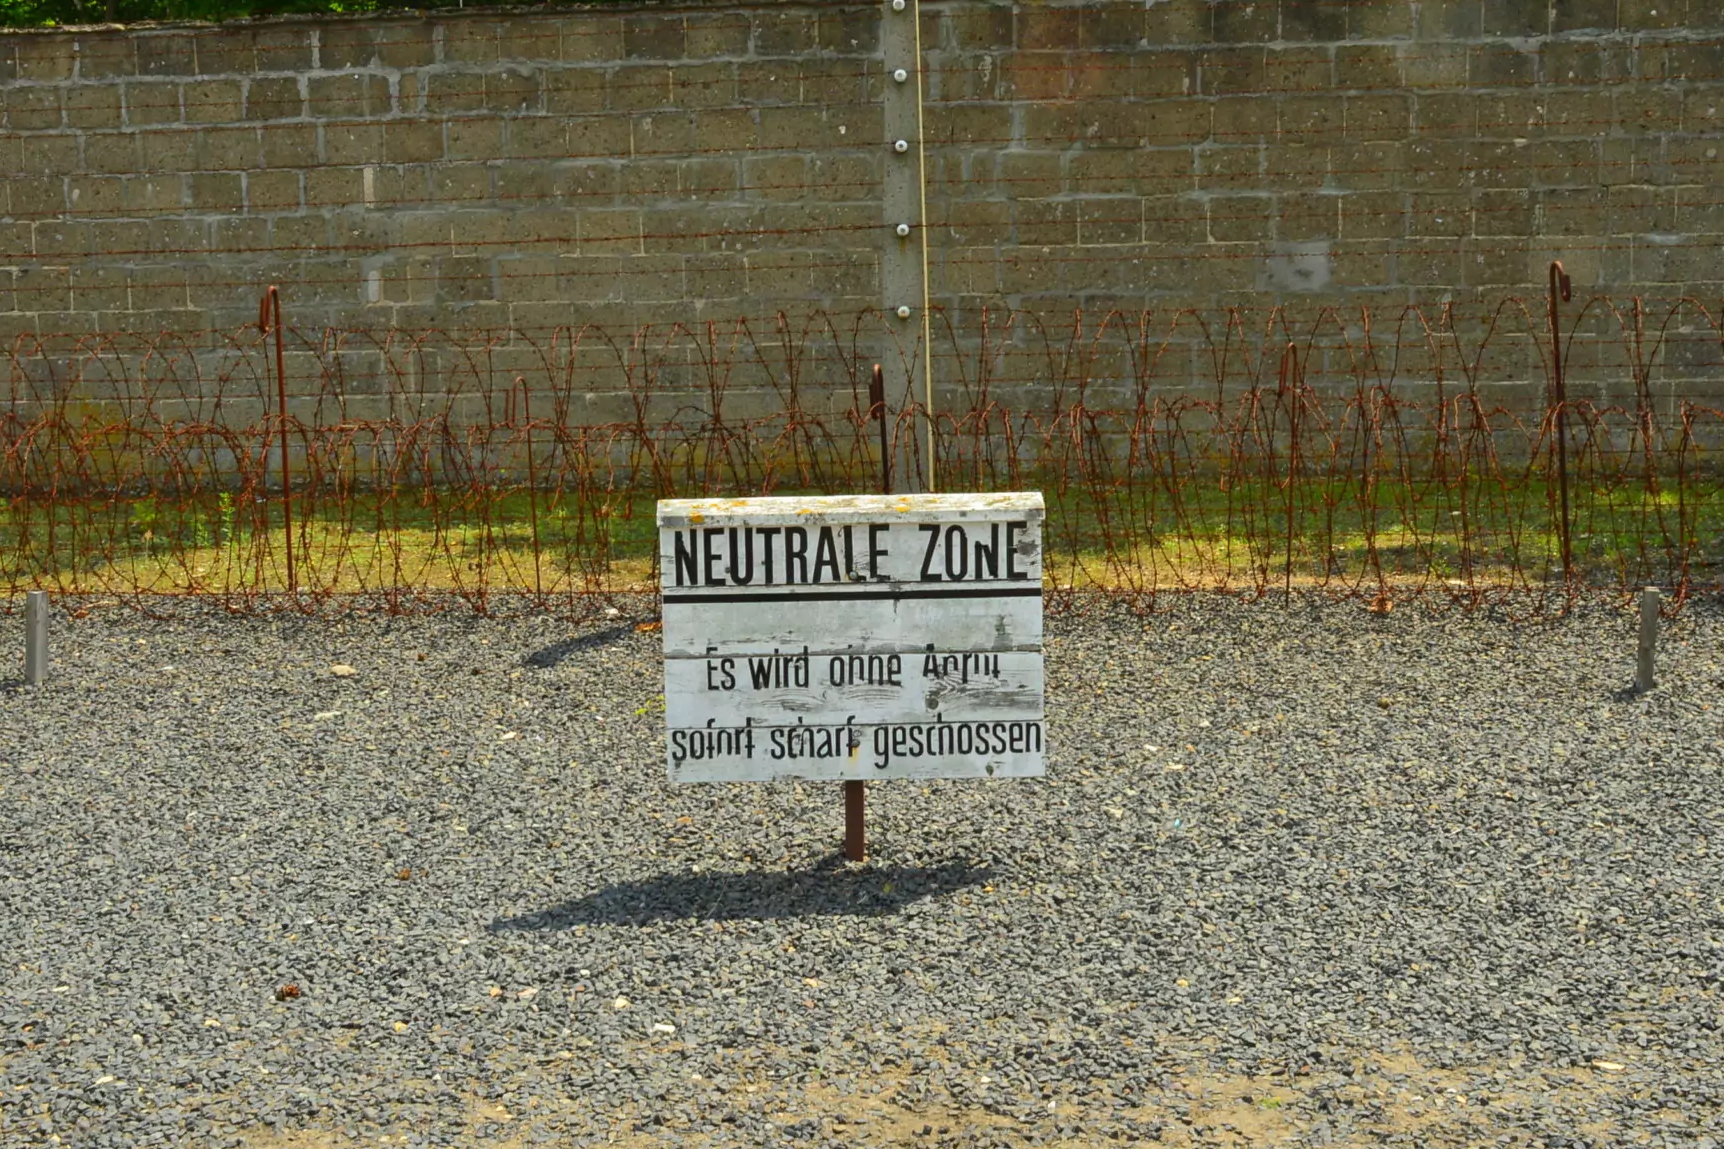 NEUTRALE ZONE
Es wird ohne Anruf
sofort scharf geschossen